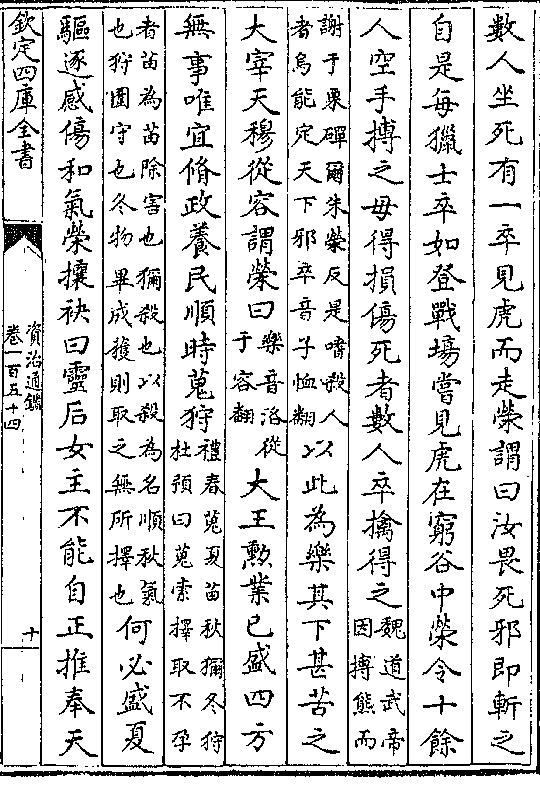 數人坐死有一卒見虎而走榮謂曰汝畏死邪即斬之
自是每獵士卒如登戰場嘗見虎在窮谷中榮令十餘
人空手搏之毋得損傷死者數人卒擒得之魏道武帝因搏熊而
謝于栗磾爾朱榮反是嗜殺人者烏能定天下邪卒音子恤翻以此為樂其下甚苦之
大宰天穆從容謂榮曰樂音洛從于容翻大王勲業已盛四方
無事唯宜脩政養民順時蒐狩禮春蒐夏苗秋獮冬狩杜預曰蒐索擇取不孕
者苗為苗除害也獮殺也以殺為名順秋氣也狩圍守也冬物畢成獲則取之無所擇也何必盛夏
驅逐感傷和氣榮攘袂曰靈后女主不能自正推奉天
欽定四庫全書
資治通鑑
卷一百五十四
十